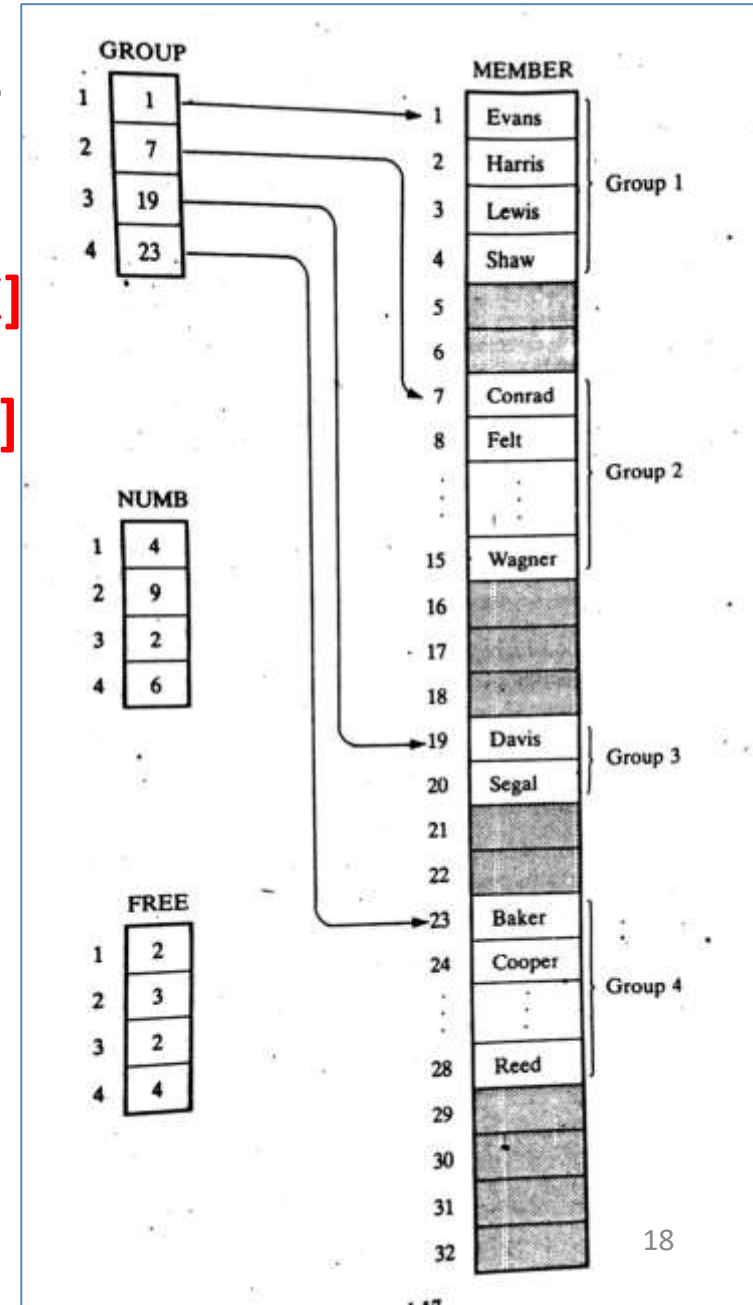 ]
]
GROUP
1 1
2 7
3 19
4 23
NUMB
1 4
2 9
3 2
4 6
FREE
1 2
2 3
3 2
4 4
MEMBER
1 Evans
2 Harris
3 Lewis
4 Shaw
Group 1
5
6
7 Conrad
8 Felt
Group 2
15 Wagner
16
17
18
19 Davis
20 Segal
Group 3
21
22
23 Baker
24 Cooper
Group 4
28 Reed
29
30
31
32
18